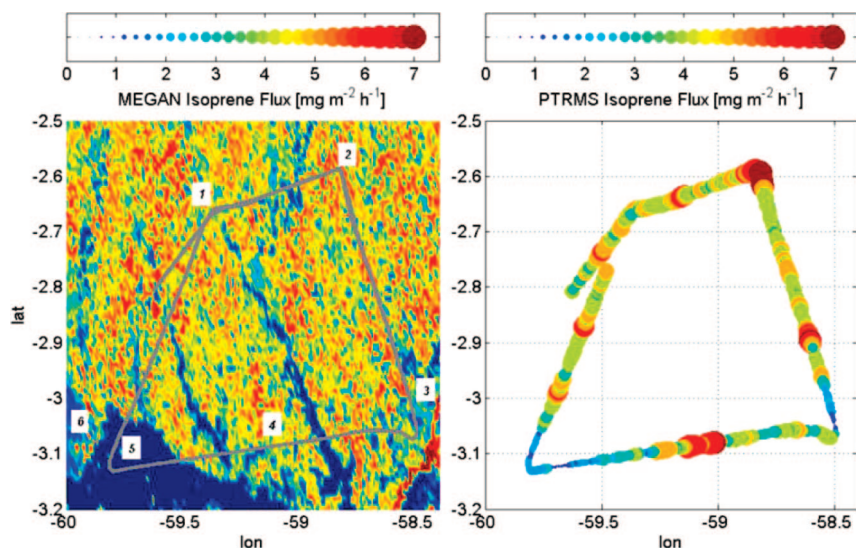 0 1 2 3 4 5 6 7
MEGAN Isoprene Flux [mg m⁻² h⁻¹]
0 1 2 3 4 5 6 7
PTRMS Isoprene Flux [mg m⁻² h⁻¹]
-2.5
-2.6
-2.7
-2.8
-2.9
-3
-3.1
-3.2
lat
1
2
3
4
5
6
-60 -59.5 -59 -58.5
lon
-2.5
-2.6
-2.7
-2.8
-2.9
-3
-3.1
-3.2
-60 -59.5 -59 -58.5
lon